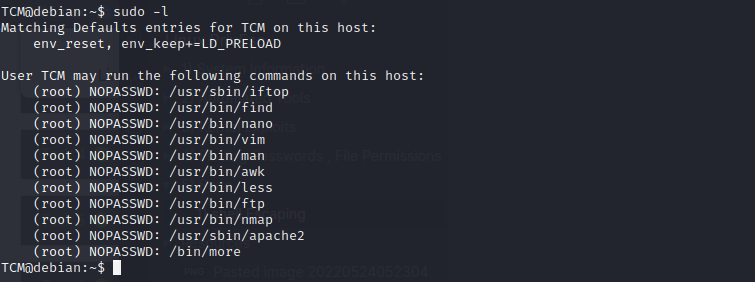 TCM@debian:~$ sudo -l
Matching Defaults entries for TCM on this host:
    env_reset, env_keep+=LD_PRELOAD

User TCM may run the following commands on this host:
    (root) NOPASSWD: /usr/sbin/iftop
    (root) NOPASSWD: /usr/bin/find
    (root) NOPASSWD: /usr/bin/nano
    (root) NOPASSWD: /usr/bin/vim
    (root) NOPASSWD: /usr/bin/man
    (root) NOPASSWD: /usr/bin/awk
    (root) NOPASSWD: /usr/bin/less
    (root) NOPASSWD: /usr/bin/ftp
    (root) NOPASSWD: /usr/bin/nmap
    (root) NOPASSWD: /usr/sbin/apache2
    (root) NOPASSWD: /bin/more
TCM@debian:~$
Pasted image 20220524052304